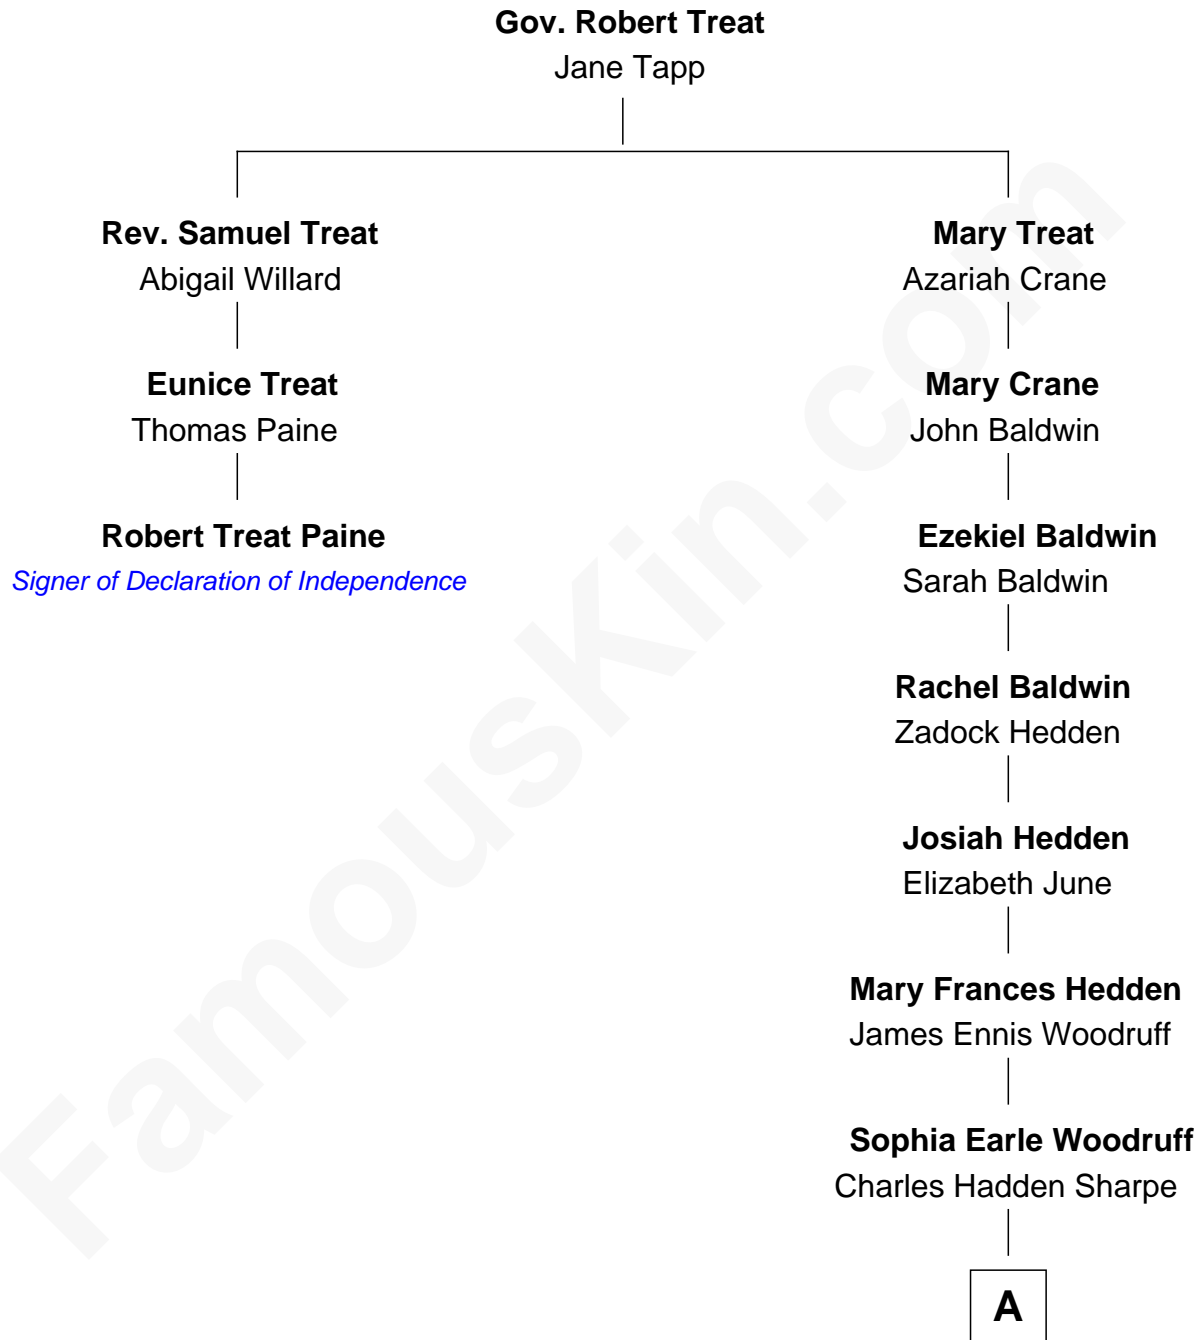 Gov. Robert Treat
Jane Tapp
Rev. Samuel Treat
Abigail Willard
Mary Treat
Azariah Crane
Eunice Treat
Thomas Paine
Mary Crane
John Baldwin
Robert Treat Paine
Signer of Declaration of Independence
Ezekiel Baldwin
Sarah Baldwin
Rachel Baldwin
Zadock Hedden
Josiah Hedden
Elizabeth June
Mary Frances Hedden
James Ennis Woodruff
Sophia Earle Woodruff
Charles Hadden Sharpe
A
FamousKin.com